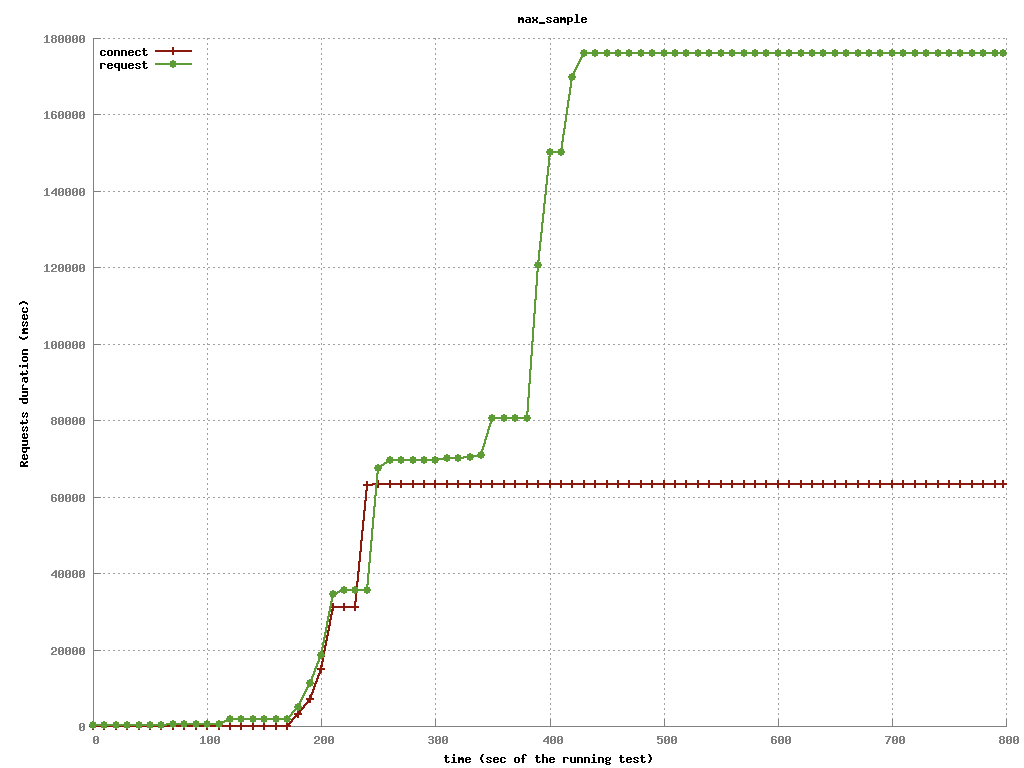 max_sample
connect
request
180000
160000
140000
120000
100000
80000
60000
40000
20000
0
Requests duration (msec)
0 100 200 300 400 500 600 700 800
time (sec of the running test)